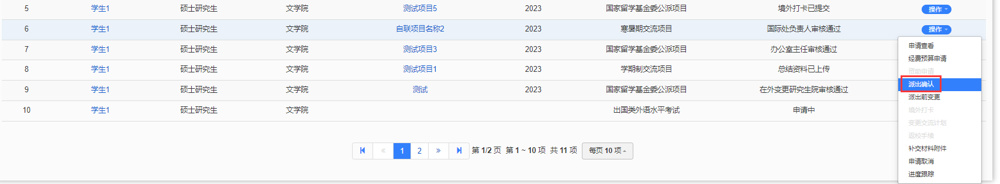 5 学生1 硕士研究生 文学院 测试项目5 2023 国家留学基金委公派项目 境外打卡已提交 操作
6 学生1 硕士研究生 文学院 自联项目名称2 2023 寒暑期交流项目 国际处负责人审核通过 操作
7 学生1 硕士研究生 文学院 测试项目3 2023 国家留学基金委公派项目 办公室主任审核通过
8 学生1 硕士研究生 文学院 测试项目1 2023 学期制交流项目 总结资料已上传
9 学生1 硕士研究生 文学院 测试 2023 国家留学基金委公派项目 在外变更研究生院审核通过
10 学生1 硕士研究生 文学院 出国类外语水平考试 申请中
申请查看
经费预算申请
资助申请
派出确认
派出前变更
境外打卡
变更交流计划
返校手续
补交材料附件
申请取消
进度跟踪
« 1 2 » 第 1/2 页 第 1 ~ 10 项 共 11 项 每页 10 项